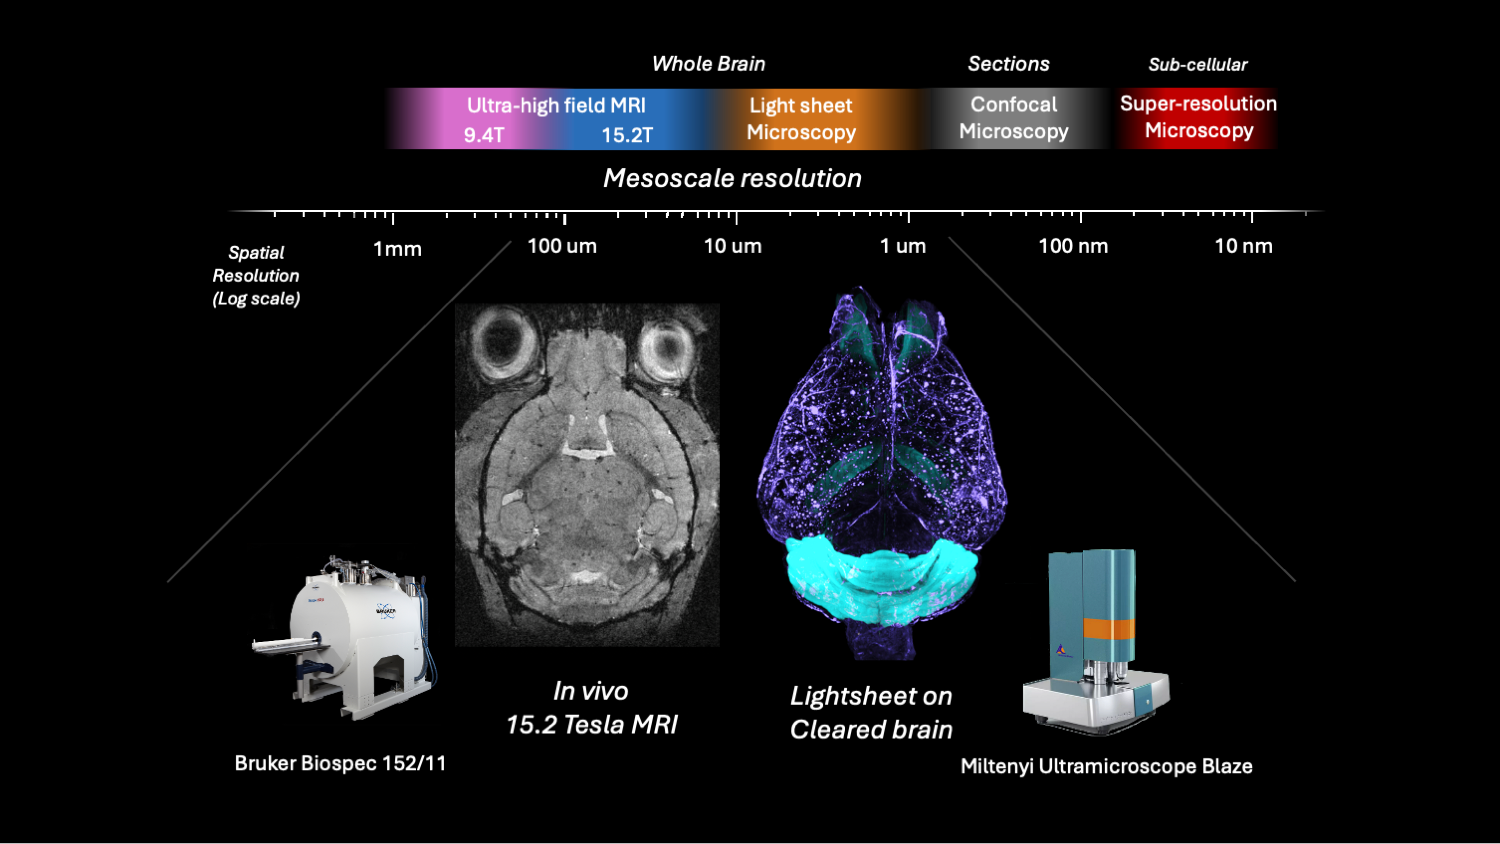 Whole Brain
Sections
Sub-cellular
Ultra-high field MRI
9.4T
15.2T
Light sheet
Microscopy
Confocal
Microscopy
Super-resolution
Microscopy
Mesoscale resolution
Spatial
Resolution
(Log scale)
1mm
100 um
10 um
1 um
100 nm
10 nm
BRUKER
In vivo
15.2 Tesla MRI
Lightsheet on
Cleared brain
Bruker Biospec 152/11
Miltenyi Ultramicroscope Blaze